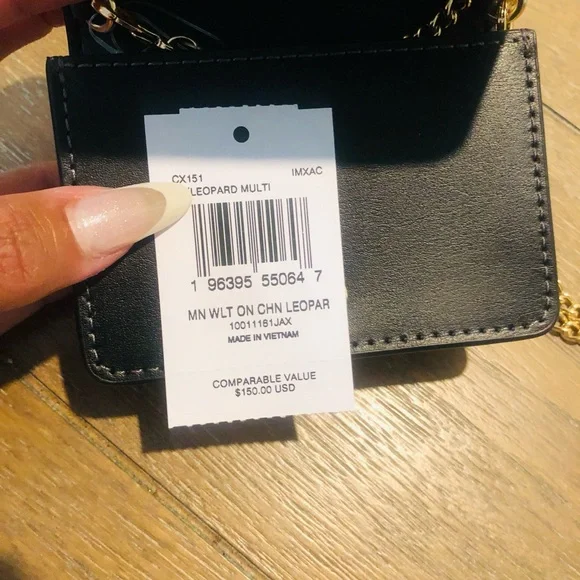 CX151 IMXAC
LEOPARD MULTI
1 96395 55064 7
MN WLT ON CHN LEOPAR
10011161JAX
MADE IN VIETNAM
COMPARABLE VALUE
$150.00 USD